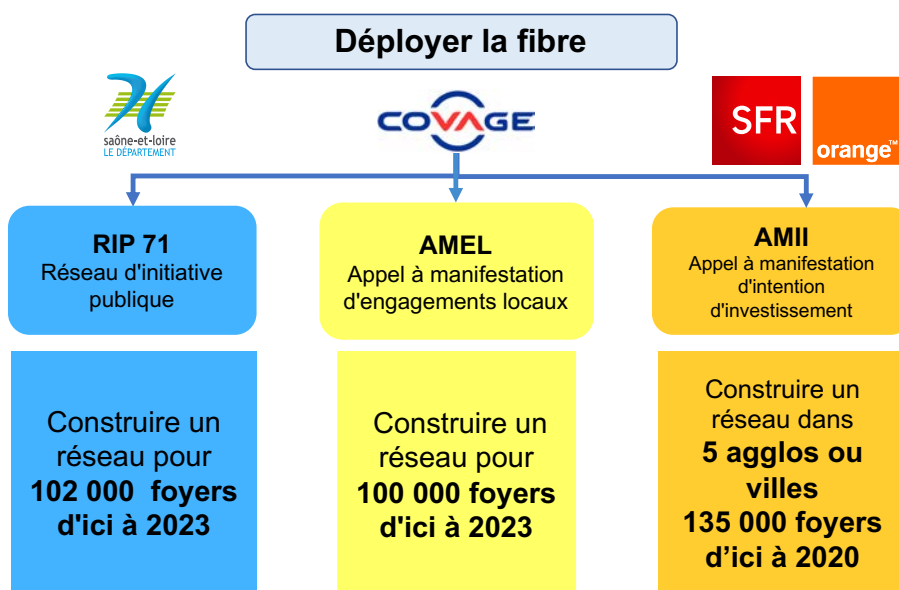 Déployer la fibre
saône-et-loire
LE DÉPARTEMENT
COVAGE
SFR
orange™
RIP 71
Réseau d'initiative
publique
AMEL
Appel à manifestation
d'engagements locaux
AMII
Appel à manifestation
d'intention
d'investissement
Construire un
réseau pour
102 000 foyers
d'ici à 2023
Construire un
réseau pour
100 000 foyers
d'ici à 2023
Construire un
réseau dans
5 agglos ou
villes
135 000 foyers
d’ici à 2020